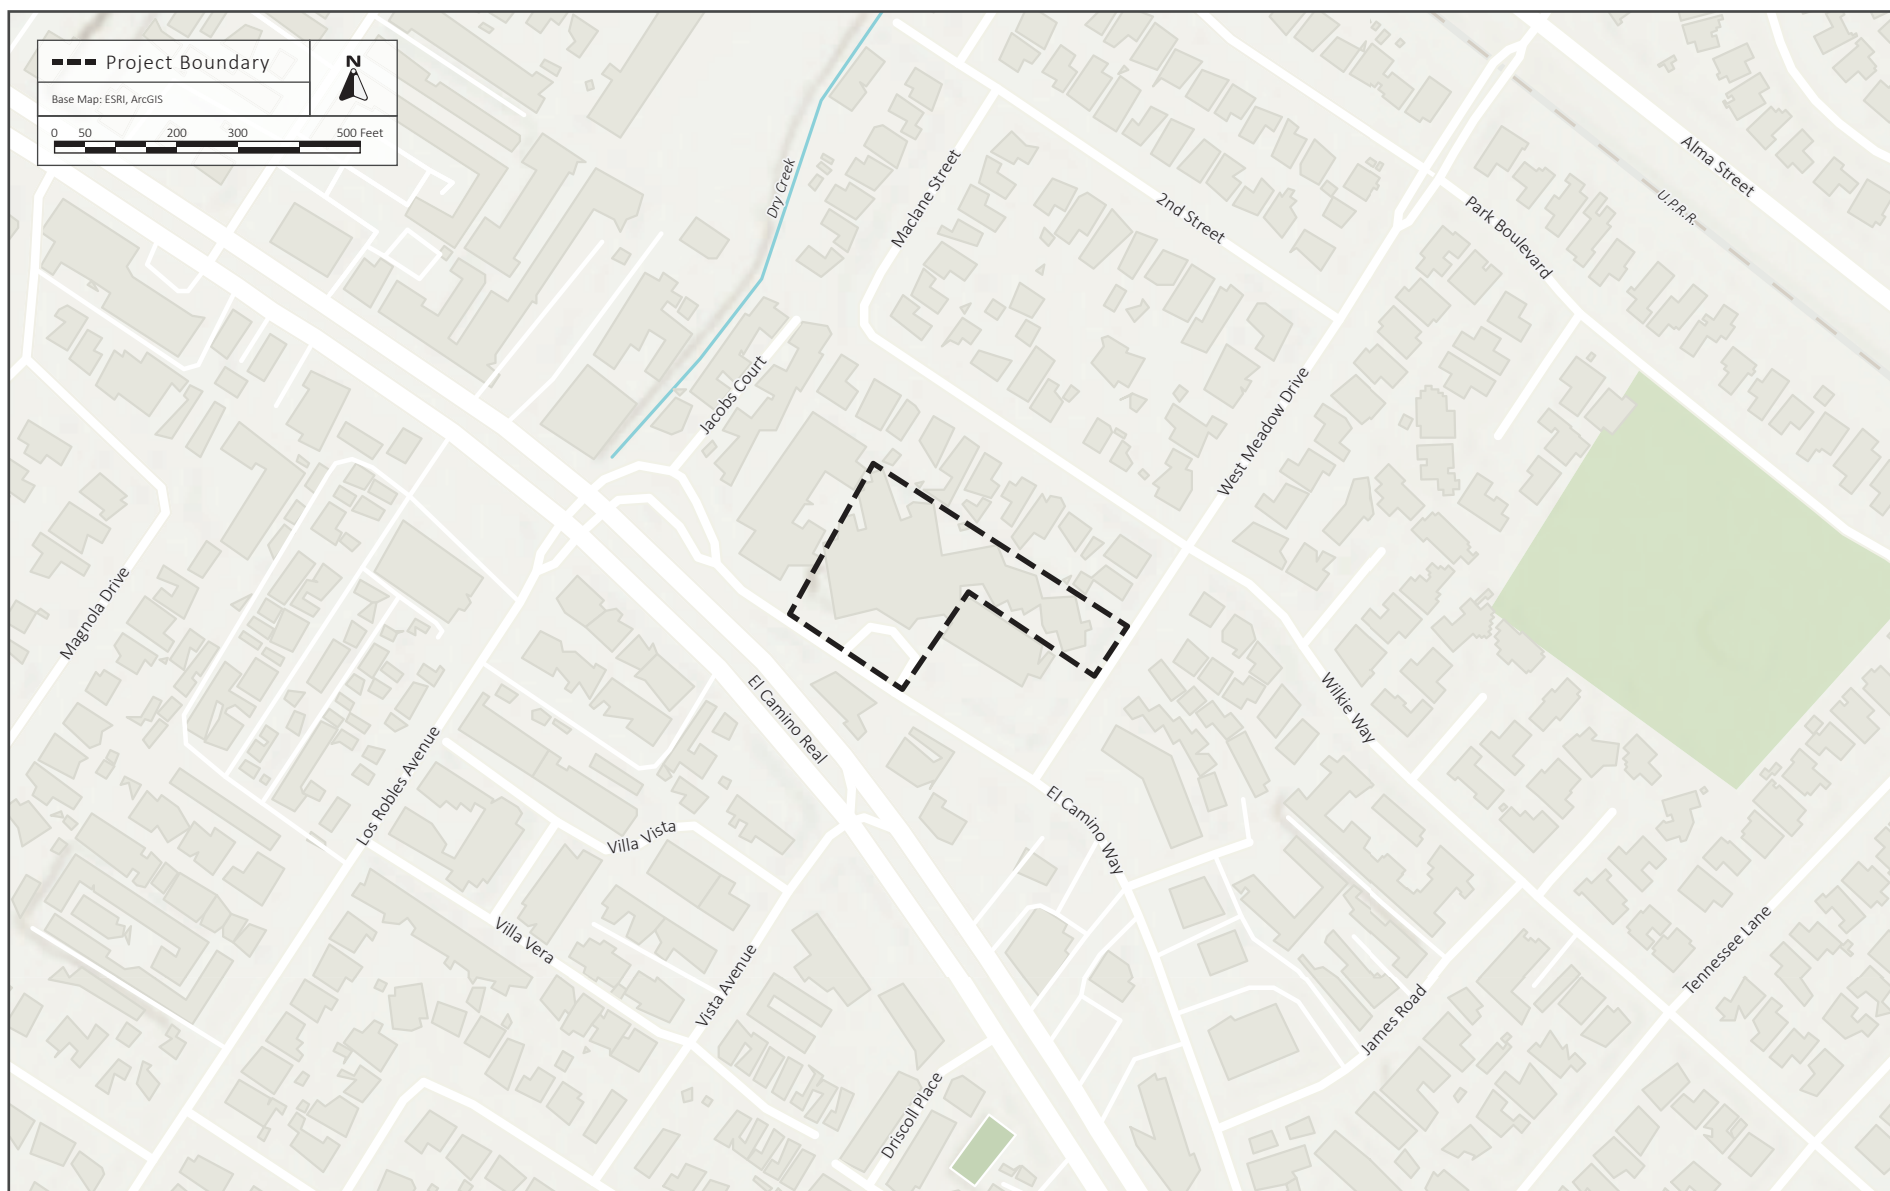 Project Boundary
N
Base Map: ESRI, ArcGIS
0 50 200 300 500 Feet
Dry Creek
Maclane Street
2nd Street
Alma Street
U.P.R.R.
Park Boulevard
Jacobs Court
West Meadow Drive
Magnola Drive
El Camino Real
Wilkie Way
Los Robles Avenue
El Camino Way
Villa Vista
Villa Vera
Vista Avenue
Tennessee Lane
James Road
Driscoll Place